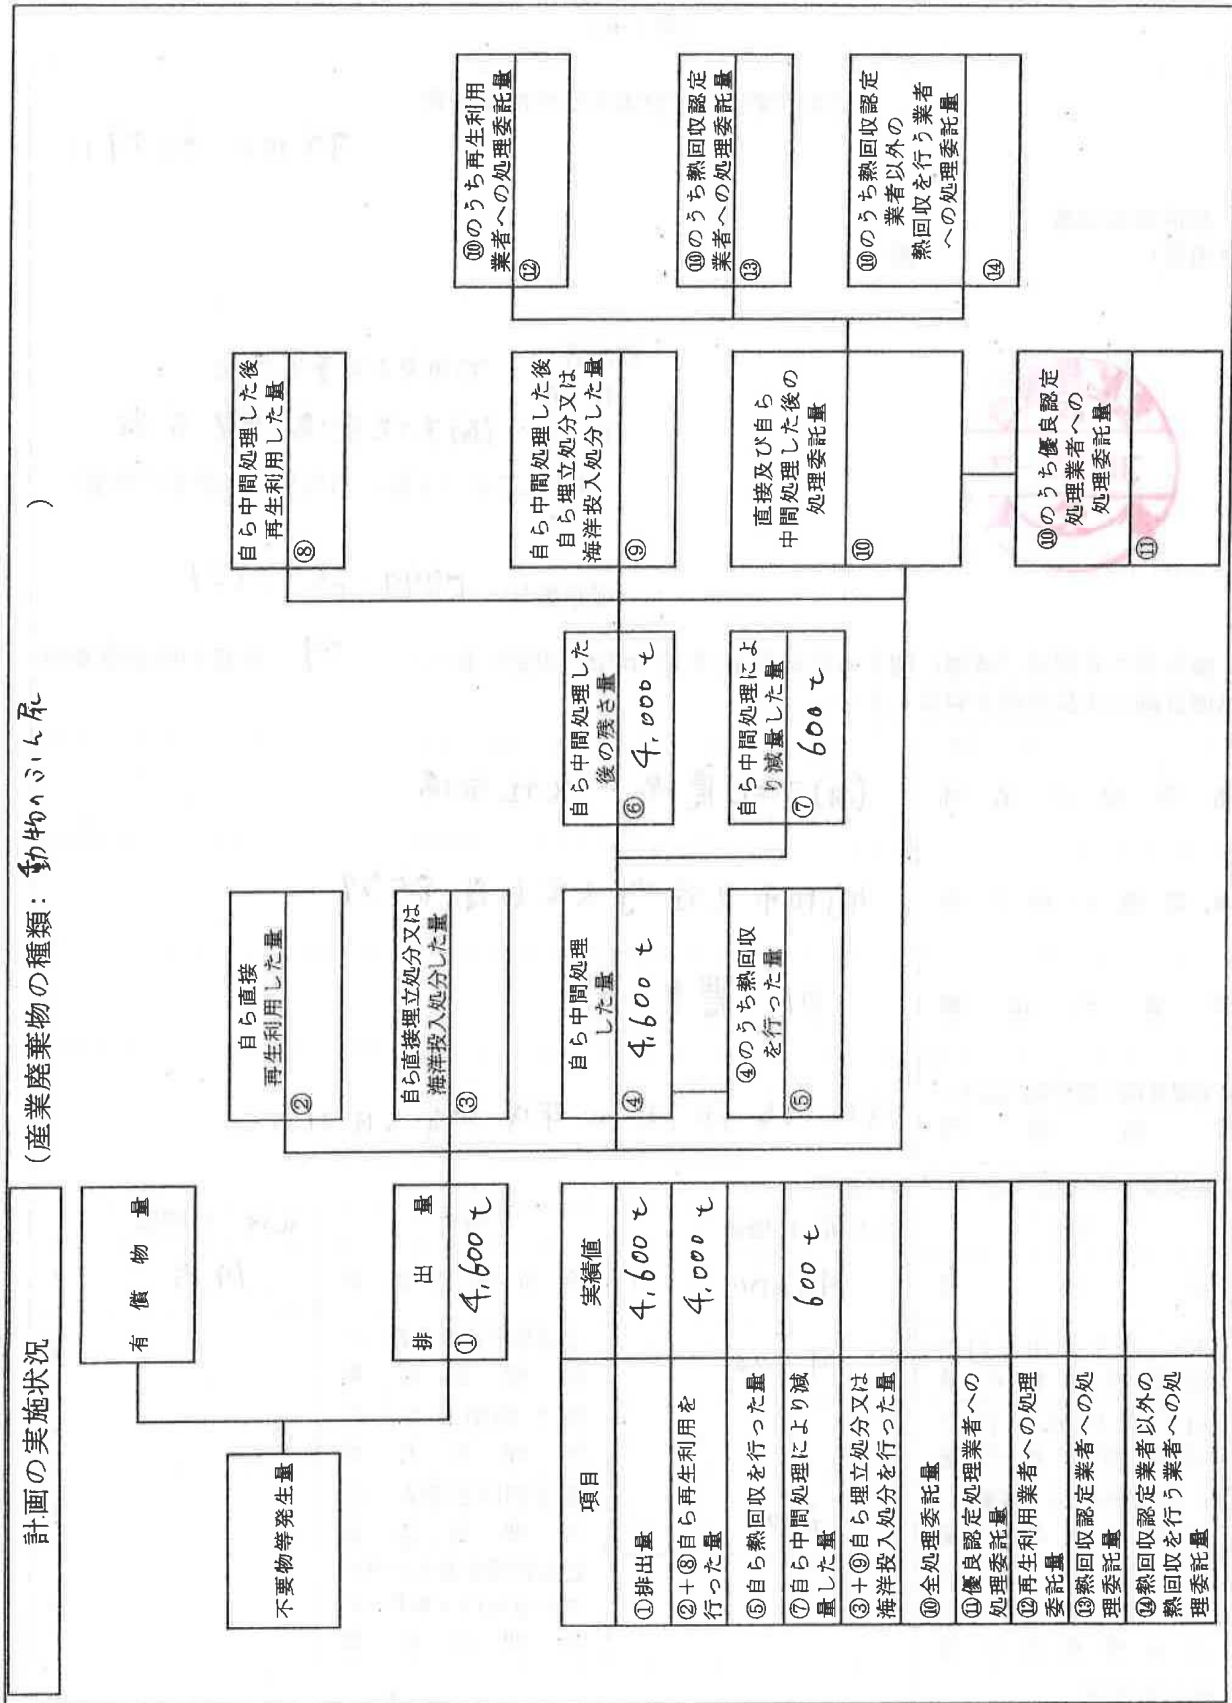 計画の実施状況
(産業廃棄物の種類: 動物のふん尿 )
不要物等発生量
有償物量
排出量
① 4,600 t
自ら直接
再生利用した量
②
自ら直接埋立処分又は
海洋投入処分した量
③
自ら中間処理
した量
④ 4,600 t
④のうち熱回収
を行った量
⑤
自ら中間処理した
後の残さ量
⑥ 4,000 t
自ら中間処理によ
り減量した量
⑦ 600 t
自ら中間処理した後
再生利用した量
⑧
自ら中間処理した後
自ら埋立処分又は
海洋投入処分した量
⑨
直接及び自ら
中間処理した後の
処理委託量
⑩
⑩のうち優良認定
処理業者への
処理委託量
⑪
⑩のうち再生利用
業者への処理委託量
⑫
⑩のうち熱回収認定
業者への処理委託量
⑬
⑩のうち熱回収認定
業者以外の
熱回収を行う業者
への処理委託量
⑭
項目 実績値
①排出量 4,600 t
②+⑧自ら再生利用を
行った量 4,000 t
⑤自ら熱回収を行った量
⑦自ら中間処理により減
量した量 600 t
③+⑨自ら埋立処分又は
海洋投入処分を行った量
⑩全処理委託量
⑪優良認定処理業者への
処理委託量
⑫再生利用業者への処理
委託量
⑬熱回収認定業者への処
理委託量
⑭熱回収認定業者以外の
熱回収を行う業者への処
理委託量